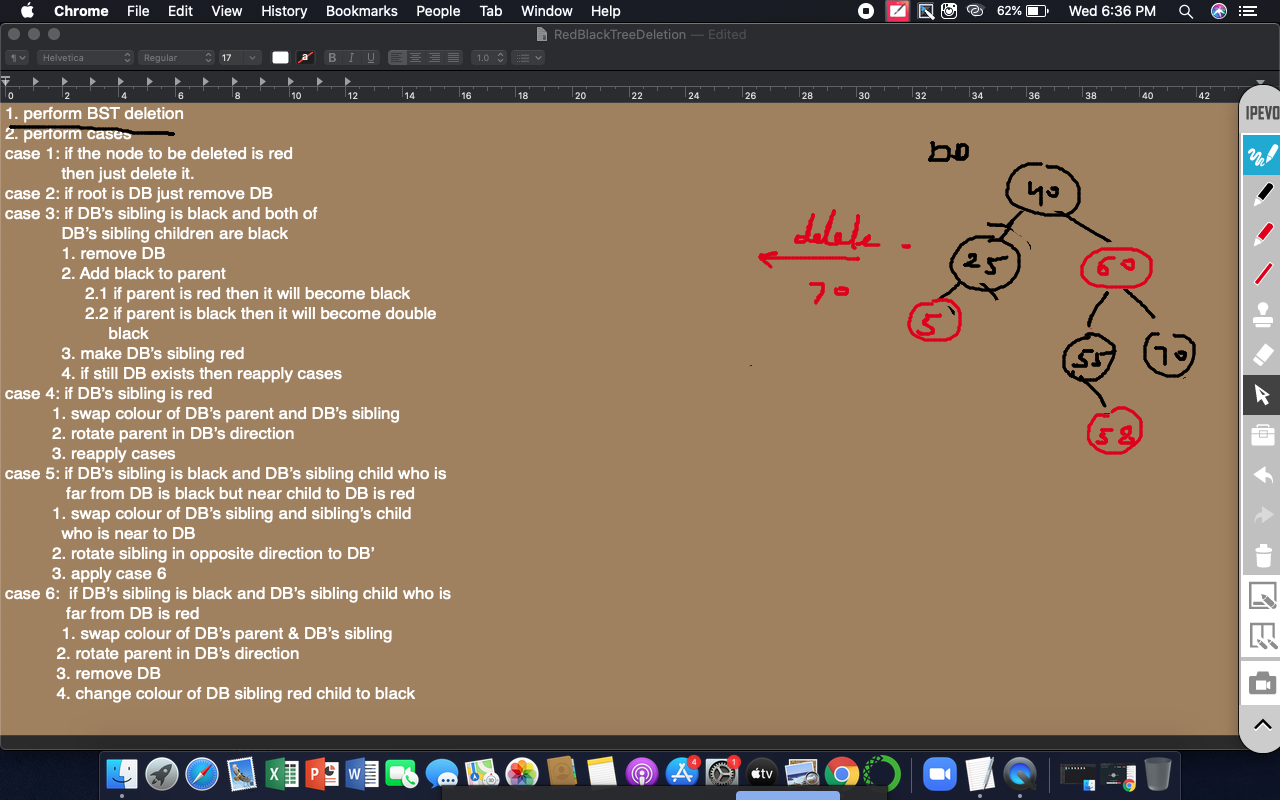 Chrome File Edit View History Bookmarks People Tab Window Help 62% Wed 6:36 PM
RedBlackTreeDeletion — Edited
¶ Helvetica Regular 17 a B I U 1.0
0 2 4 6 8 10 12 14 16 18 20 22 24 26 28 30 32 34 36 38 40 42
1. perform BST deletion
2. perform cases
case 1: if the node to be deleted is red
then just delete it.
case 2: if root is DB just remove DB
case 3: if DB’s sibling is black and both of
DB’s sibling children are black
1. remove DB
2. Add black to parent
2.1 if parent is red then it will become black
2.2 if parent is black then it will become double
black
3. make DB’s sibling red
4. if still DB exists then reapply cases
case 4: if DB’s sibling is red
1. swap colour of DB’s parent and DB’s sibling
2. rotate parent in DB’s direction
3. reapply cases
case 5: if DB’s sibling is black and DB’s sibling child who is
far from DB is black but near child to DB is red
1. swap colour of DB’s sibling and sibling’s child
who is near to DB
2. rotate sibling in opposite direction to DB’
3. apply case 6
case 6: if DB’s sibling is black and DB’s sibling child who is
far from DB is red
1. swap colour of DB’s parent & DB’s sibling
2. rotate parent in DB’s direction
3. remove DB
4. change colour of DB sibling red child to black
40
delete
70
25
60
5
55
70
58
IPEVO
4
1
tv